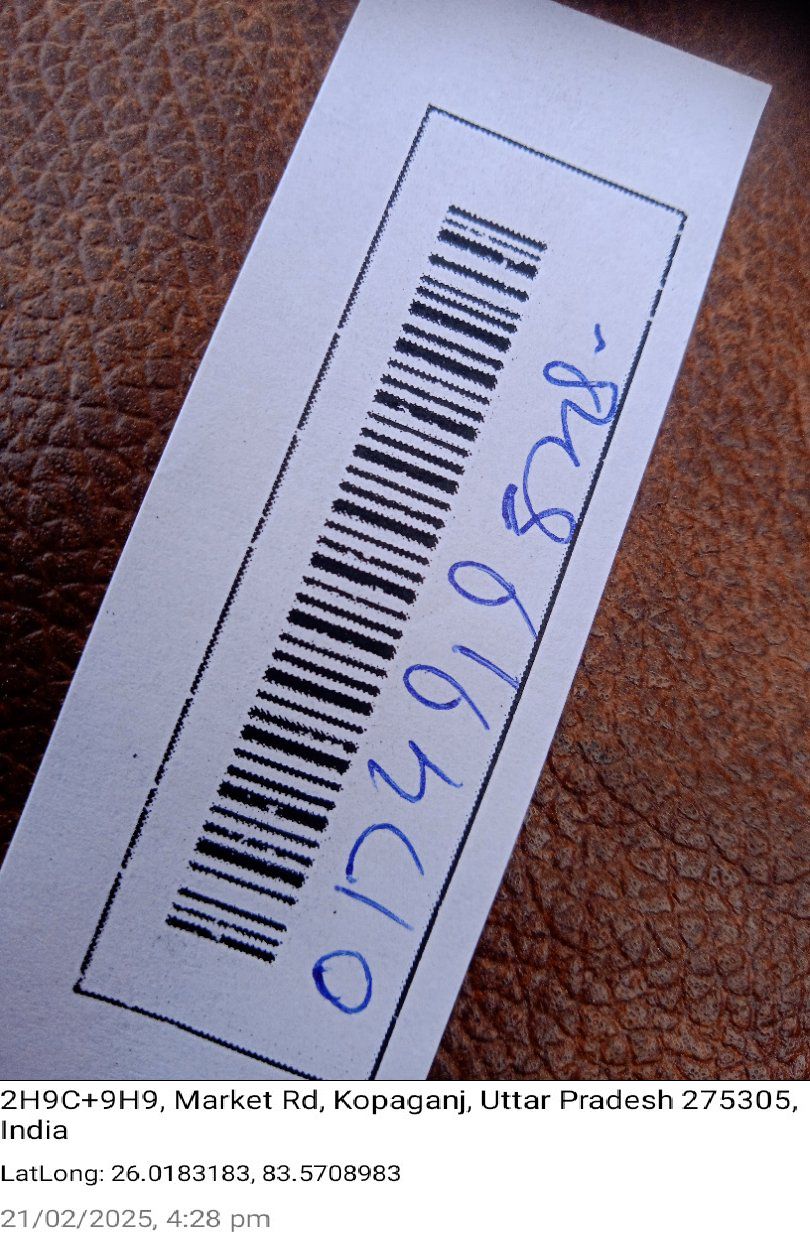 2H9C+9H9, Market Rd, Kopaganj, Uttar Pradesh 275305,
India
LatLong: 26.0183183, 83.5708983
21/02/2025, 4:28 pm